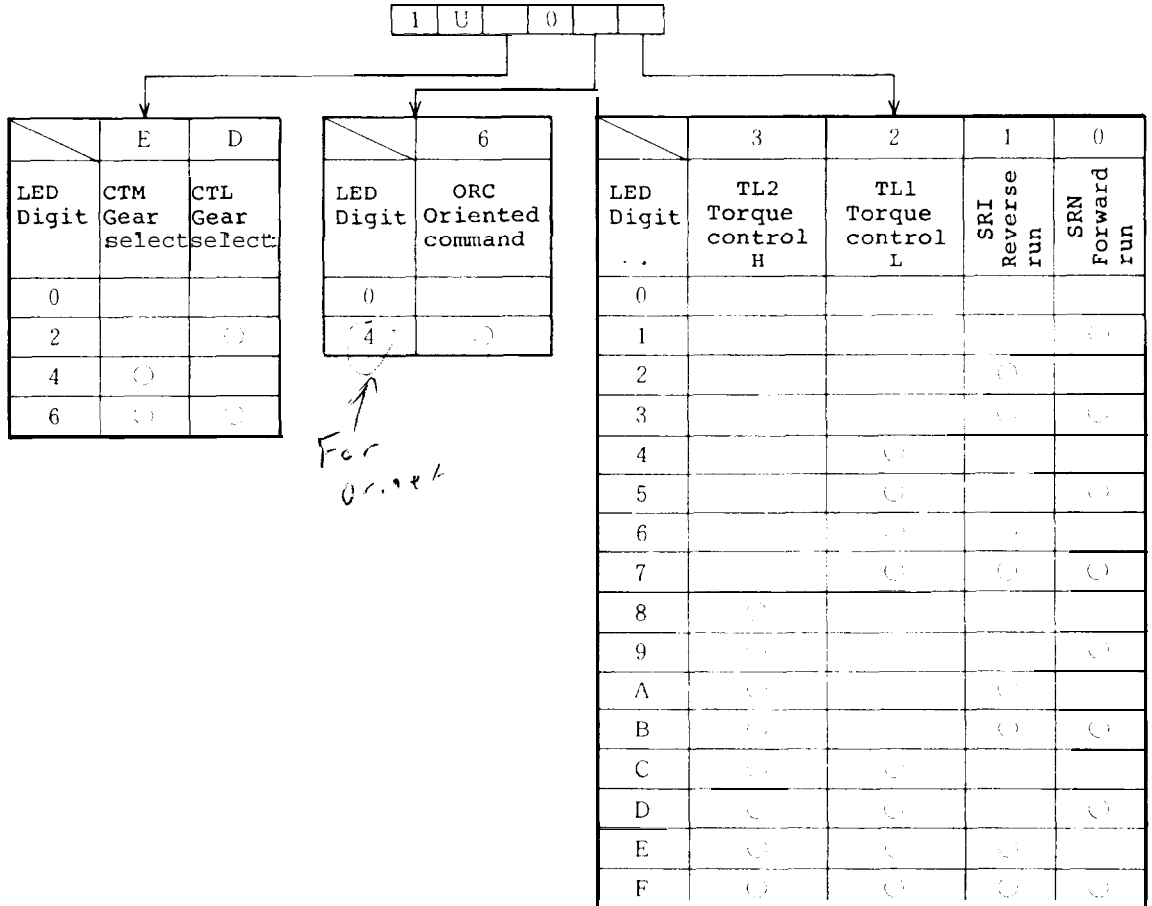 1 U 0
E D
LED Digit CTM Gear select CTL Gear select
0
2 ○
4 ○
6 ○ ○
6
LED Digit ORC Oriented command
0
4 ○
For
3 2 1 0
LED Digit TL2 Torque control H TL1 Torque control L SRI Reverse run SRN Forward run
0
1 ○
2 ○
3 ○ ○
4 ○
5 ○ ○
6 ○ ○
7 ○ ○ ○
8 ○
9 ○ ○
A ○ ○
B ○ ○ ○
C ○ ○
D ○ ○ ○
E ○ ○ ○
F ○ ○ ○ ○